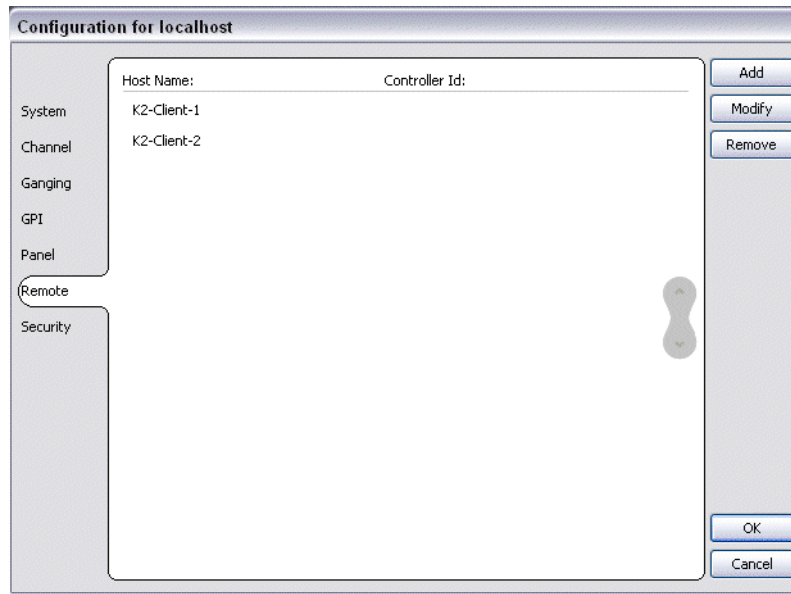 Configuration for localhost
Host Name: Controller Id:
K2-Client-1
K2-Client-2
System
Channel
Ganging
GPI
Panel
Remote
Security
Add
Modify
Remove
OK
Cancel